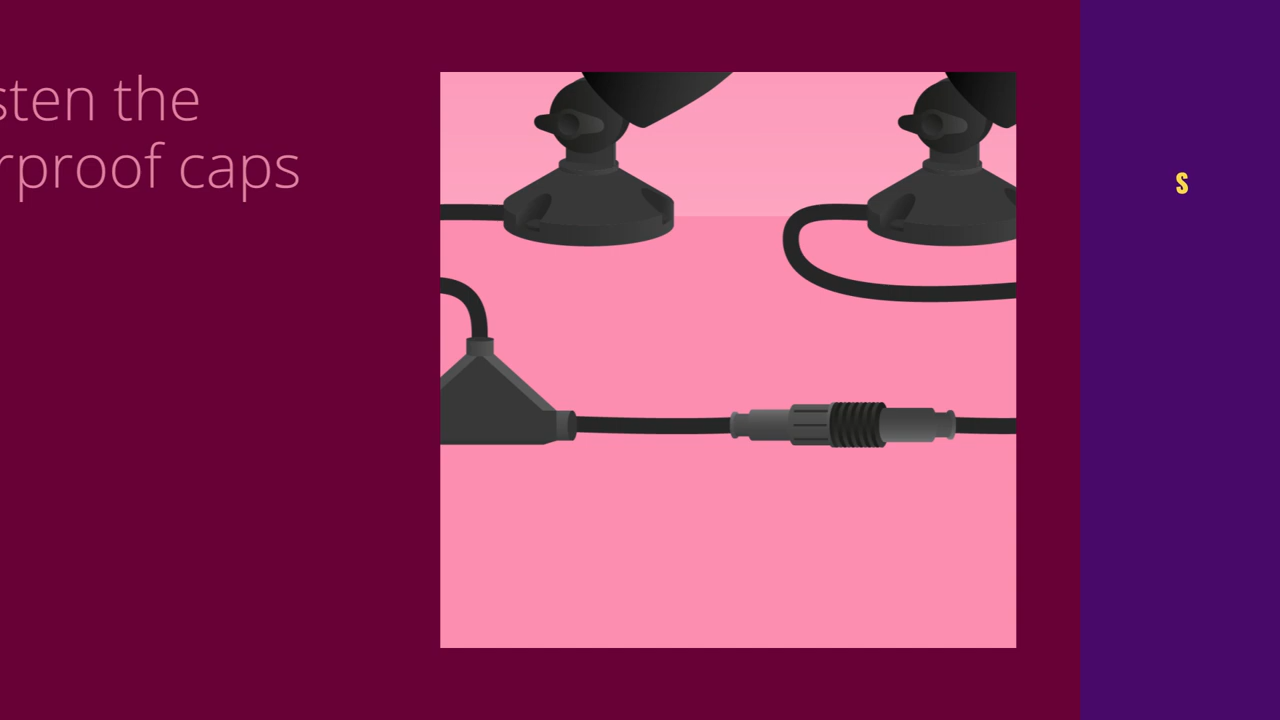 sten the
rproof caps
S